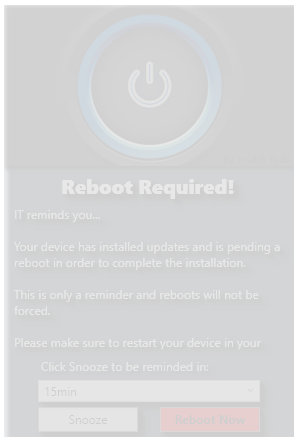 Reboot Required!
IT reminds you...
Your device has installed updates and is pending a
reboot in order to complete the installation.
This is only a reminder and reboots will not be
forced.
Please make sure to restart your device in your
Click Snooze to be reminded in:
15min
Snooze
Reboot Now